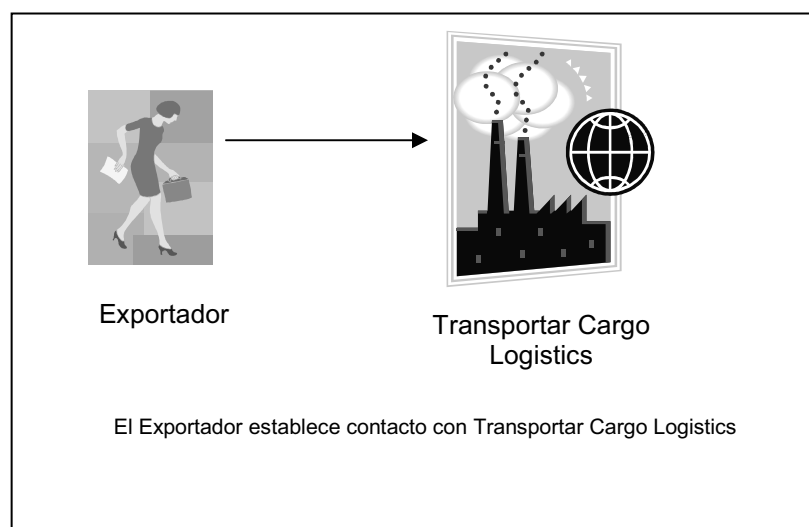 Exportador
Transportar Cargo
Logistics
El Exportador establece contacto con Transportar Cargo Logistics